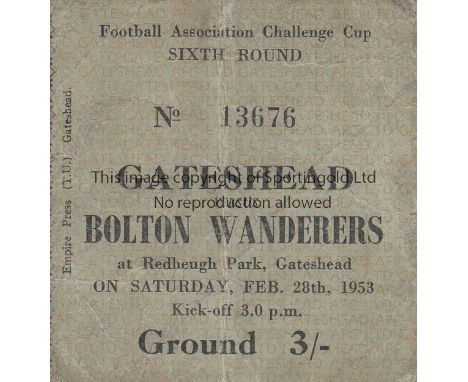 Football Association Challenge Cup
SIXTH ROUND
Nº 13676
GATESHEAD
versus
BOLTON WANDERERS
at Redheugh Park, Gateshead
ON SATURDAY, FEB. 28th, 1953
Kick-off 3.0 p.m.
Ground 3/-
Empire Press (T.U.) Gateshead.
This image copyright of Sportingold Ltd
No reproduction allowed